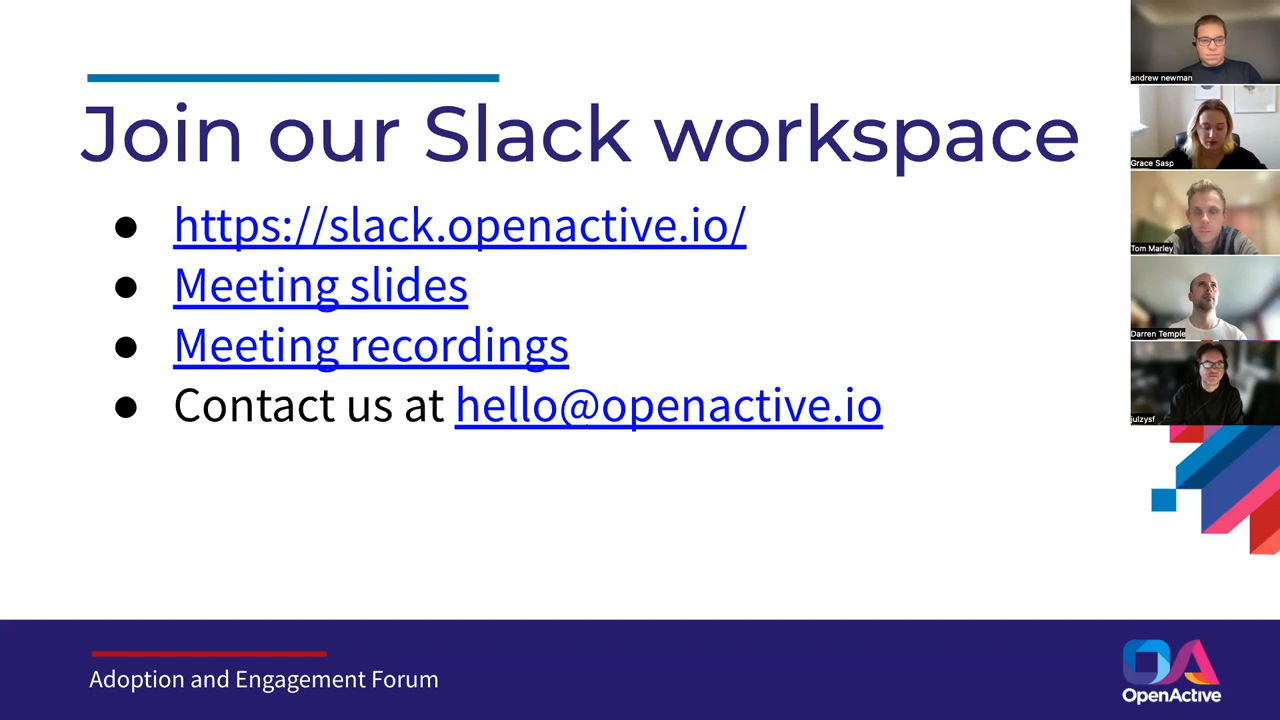 Join our Slack workspace
https://slack.openactive.io/
Meeting slides
Meeting recordings
Contact us at hello@openactive.io
andrew newman
Grace Sasp
Tom Marley
Darren Temple
julzysf
Adoption and Engagement Forum
OpenActive